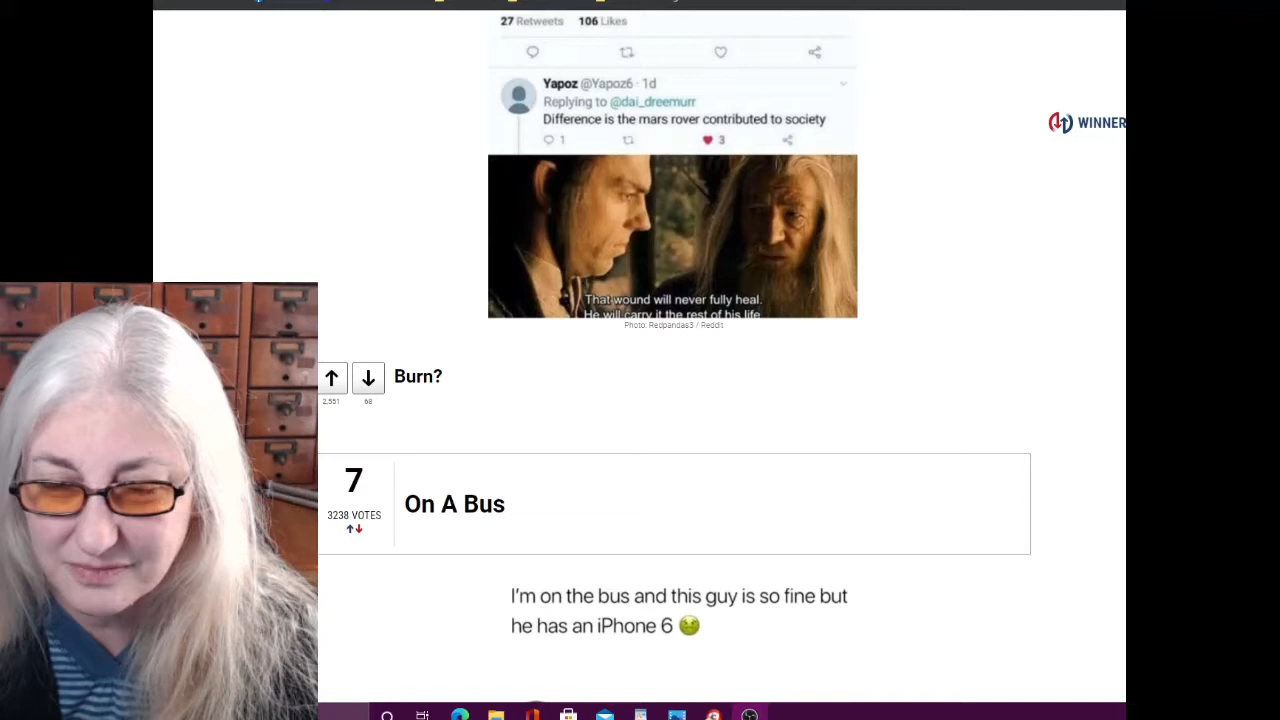 27 Retweets 106 Likes
Yapoz @Yapoz6 · 1d
Replying to @dai_dreemurr
Difference is the mars rover contributed to society
1 3
WINNER
That wound will never fully heal.
He will carry it the rest of his life
Photo: Redpandas3 / Reddit
Burn?
2,551 68
7
On A Bus
3238 VOTES
I'm on the bus and this guy is so fine but
he has an iPhone 6 🤢